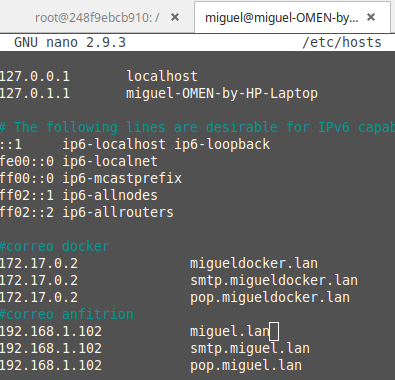 root@248f9ebcb910: / ×
miguel@miguel-OMEN-by... ×
GNU nano 2.9.3 /etc/hosts
127.0.0.1 localhost
127.0.1.1 miguel-OMEN-by-HP-Laptop
# The following lines are desirable for IPv6 capab
::1 ip6-localhost ip6-loopback
fe00::0 ip6-localnet
ff00::0 ip6-mcastprefix
ff02::1 ip6-allnodes
ff02::2 ip6-allrouters
#correo docker
172.17.0.2 migueldocker.lan
172.17.0.2 smtp.migueldocker.lan
172.17.0.2 pop.migueldocker.lan
#correo anfitrion
192.168.1.102 miguel.lan
192.168.1.102 smtp.miguel.lan
192.168.1.102 pop.miguel.lan